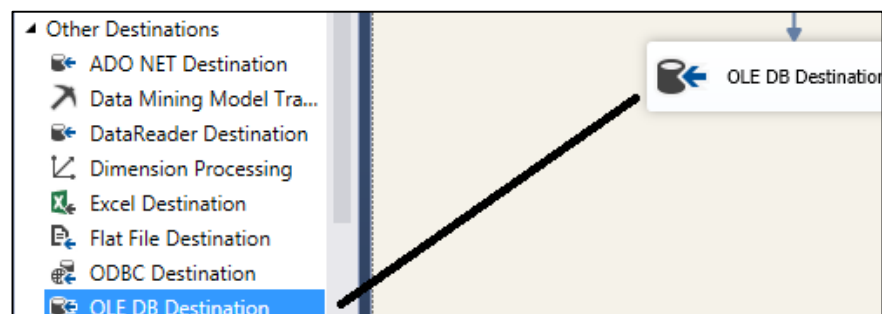 Other Destinations
ADO NET Destination
Data Mining Model Tra...
DataReader Destination
Dimension Processing
Excel Destination
Flat File Destination
ODBC Destination
OLE DB Destination
OLE DB Destination